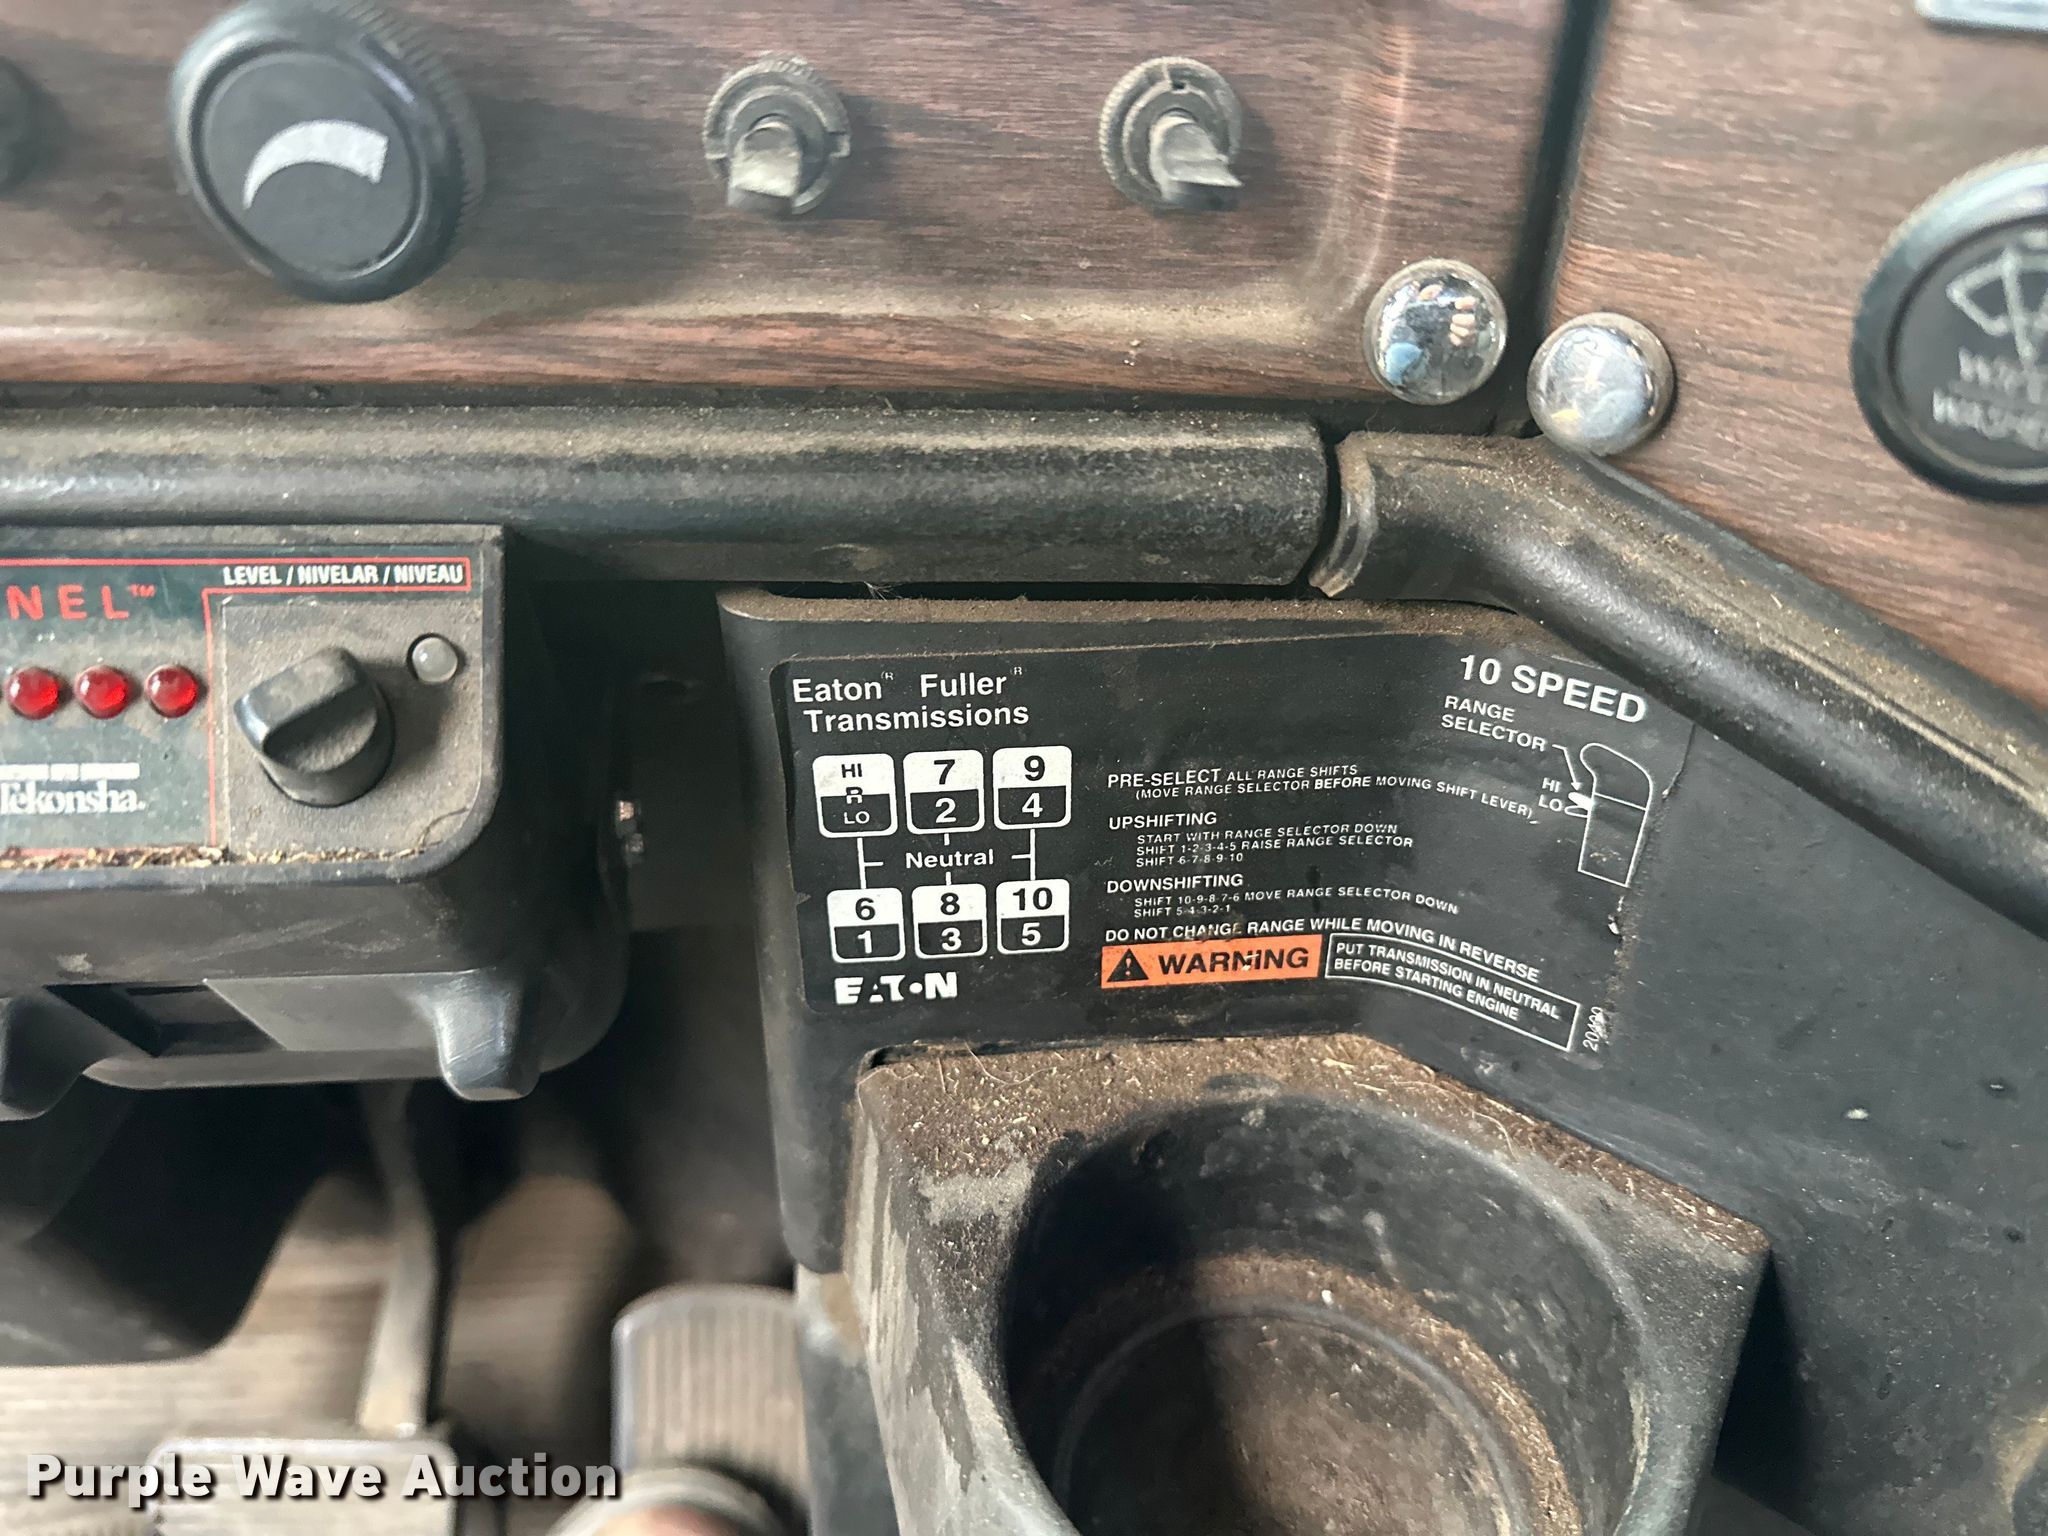 WASHER
NEL™
LEVEL / NIVELAR / NIVEAU
Tekonsha.
Eaton® Fuller®
Transmissions
10 SPEED
RANGE
SELECTOR
HI
LO
HI 7 9
R
LO 2 4
Neutral
6 8 10
1 3 5
EATON
PRE-SELECT ALL RANGE SHIFTS
(MOVE RANGE SELECTOR BEFORE MOVING SHIFT LEVER)
UPSHIFTING
START WITH RANGE SELECTOR DOWN
SHIFT 1-2-3-4-5 RAISE RANGE SELECTOR
SHIFT 6-7-8-9-10
DOWNSHIFTING
SHIFT 10-9-8-7-6 MOVE RANGE SELECTOR DOWN
SHIFT 5-4-3-2-1
DO NOT CHANGE RANGE WHILE MOVING IN REVERSE
WARNING
PUT TRANSMISSION IN NEUTRAL
BEFORE STARTING ENGINE
Purple Wave Auction